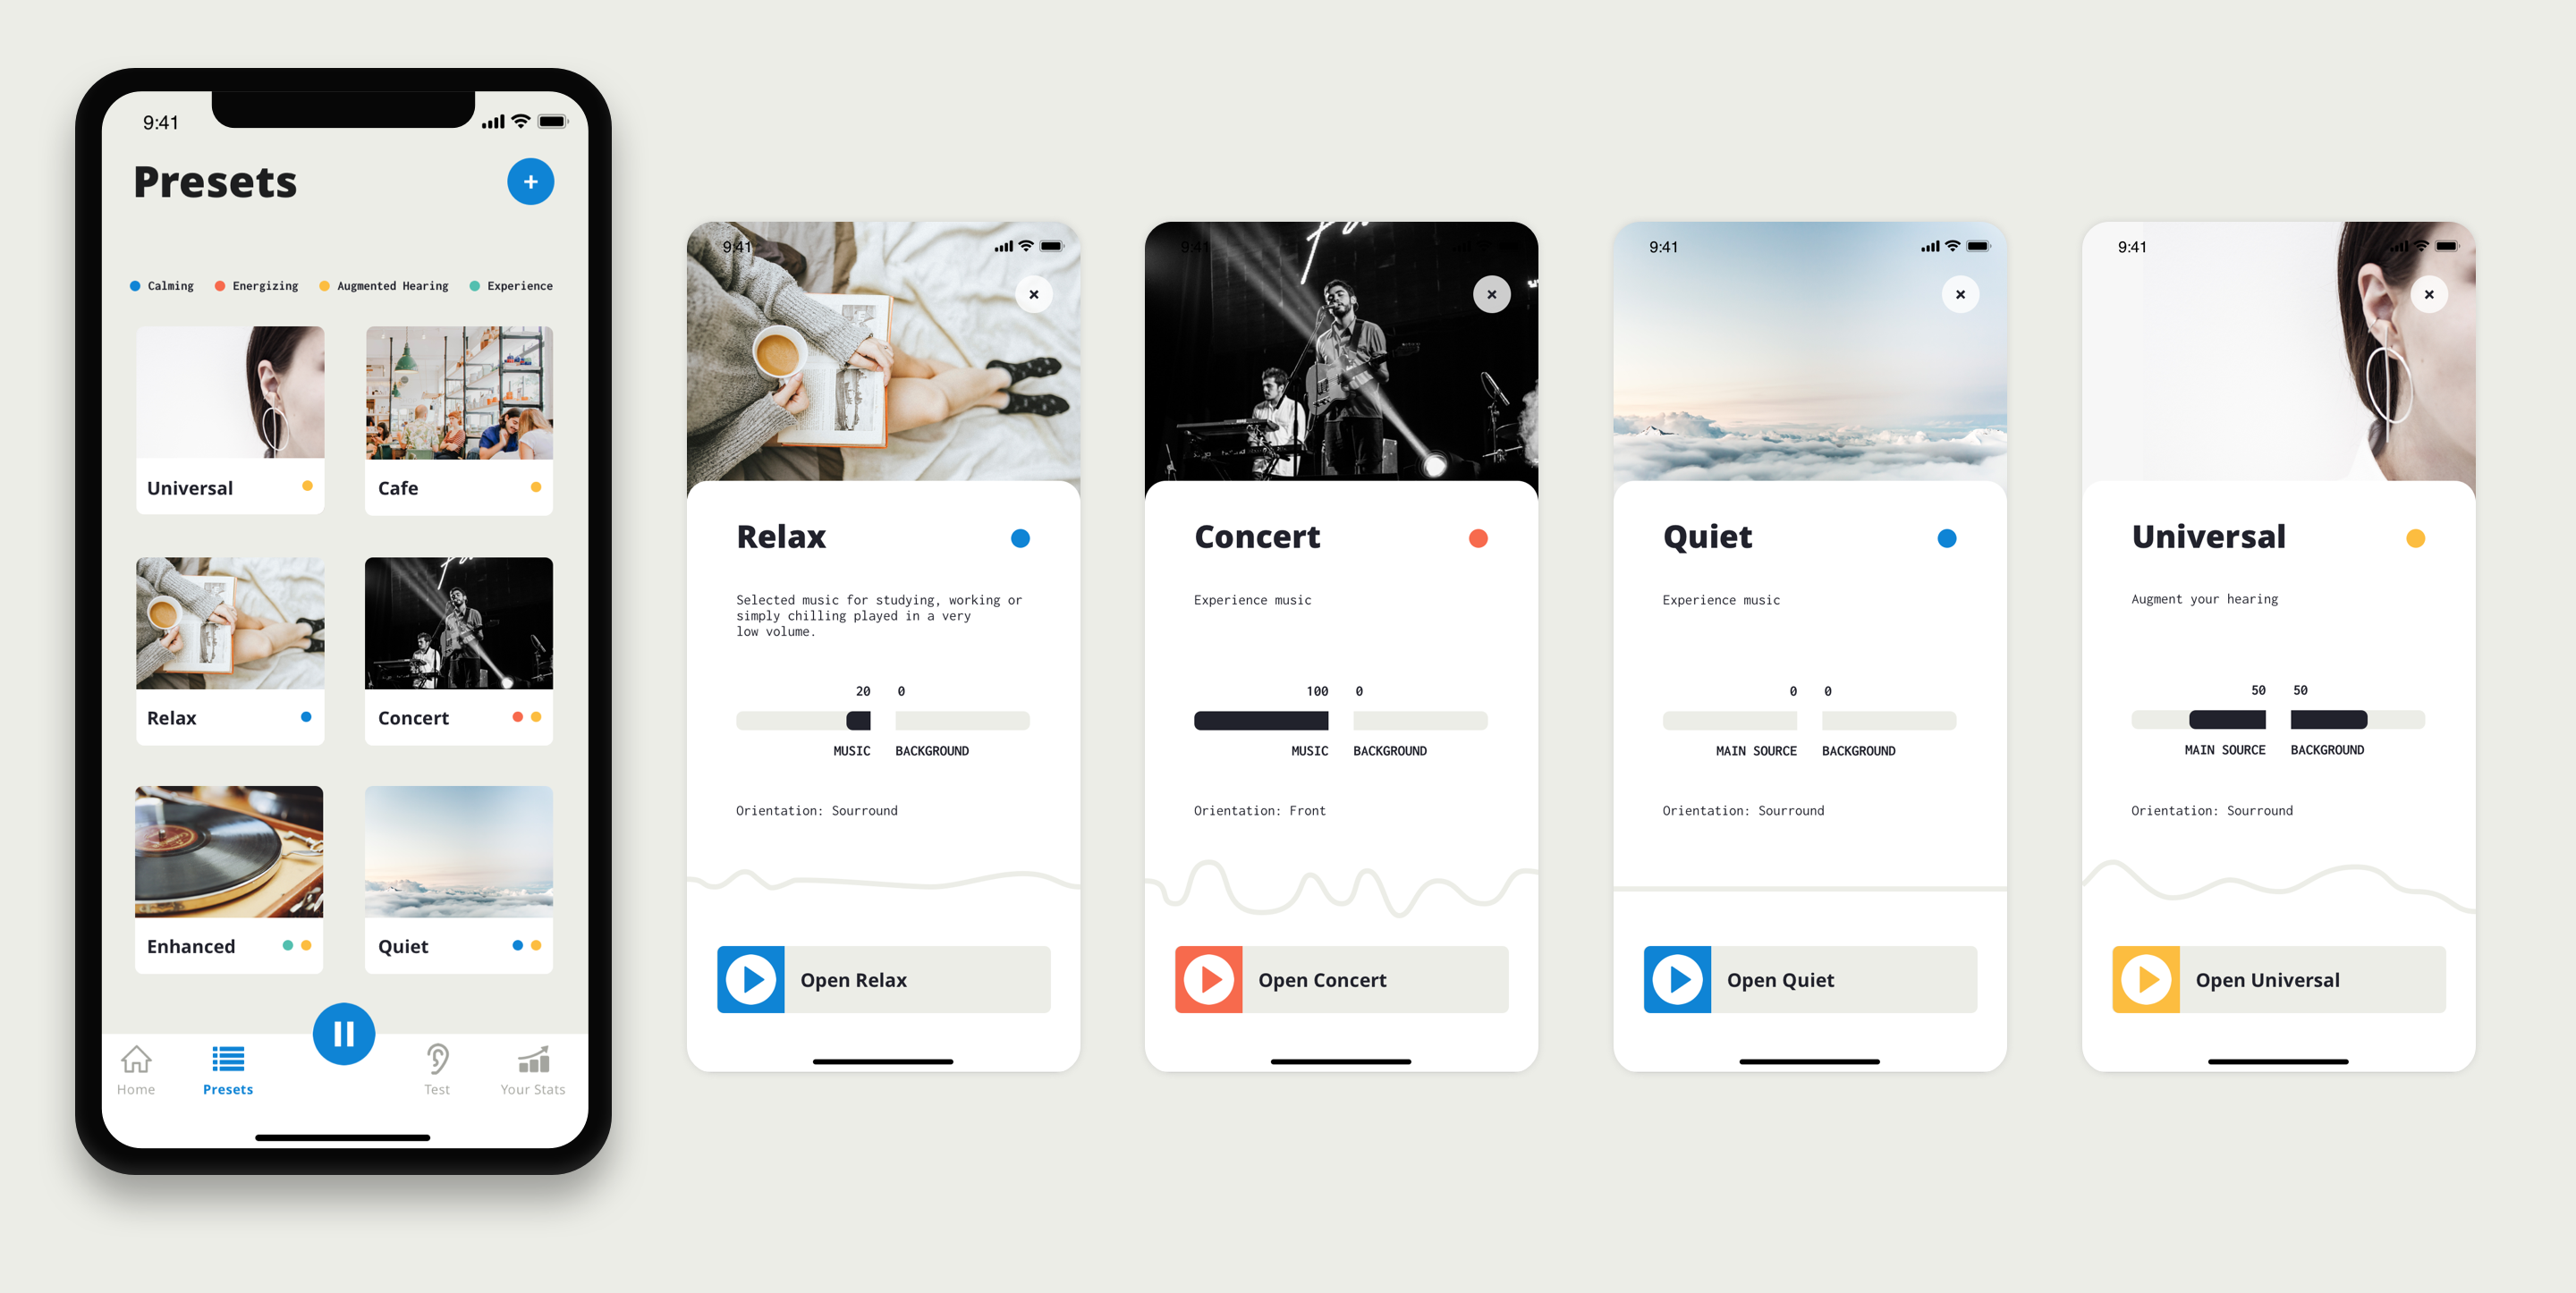 9:41
Presets
Calming Energizing Augmented Hearing Experience
Universal
Cafe
Relax
Concert
Enhanced
Quiet
Home
Presets
Test
Your Stats
9:41
Relax
Selected music for studying, working or
simply chilling played in a very
low volume.
20 0
MUSIC BACKGROUND
Orientation: Sourround
Open Relax
9:41
Concert
Experience music
100 0
MUSIC BACKGROUND
Orientation: Front
Open Concert
9:41
Quiet
Experience music
0 0
MAIN SOURCE BACKGROUND
Orientation: Sourround
Open Quiet
9:41
Universal
Augment your hearing
50 50
MAIN SOURCE BACKGROUND
Orientation: Sourround
Open Universal